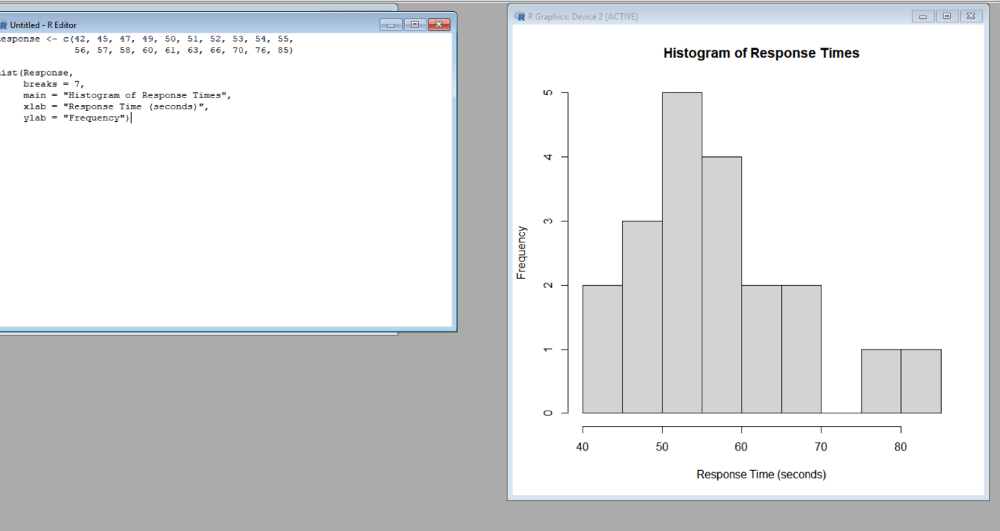 Untitled - R Editor
esponse <- c(42, 45, 47, 49, 50, 51, 52, 53, 54, 55,
56, 57, 58, 60, 61, 63, 66, 70, 76, 85)
ist(Response,
breaks = 7,
main = "Histogram of Response Times",
xlab = "Response Time (seconds)",
ylab = "Frequency")
R Graphics: Device 2 (ACTIVE)
Histogram of Response Times
Frequency
5
4
3
2
1
0
40 50 60 70 80
Response Time (seconds)